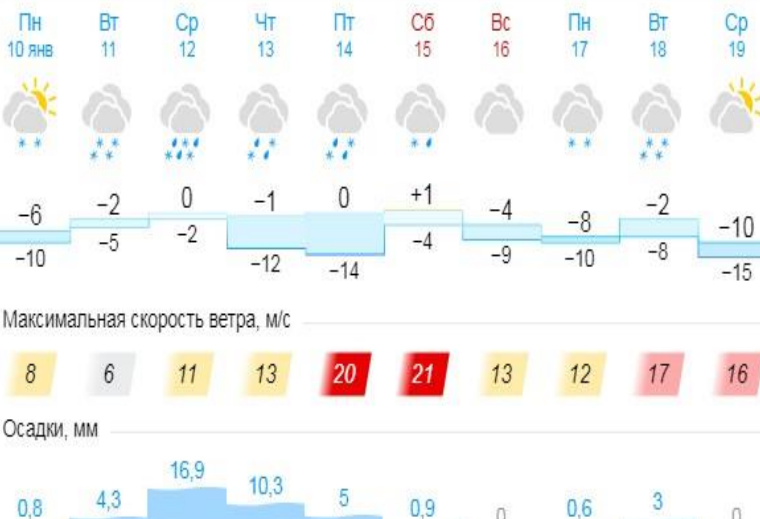 Пн Вт Ср Чт Пт Сб Вс Пн Вт Ср
10 янв 11 12 13 14 15 16 17 18 19
−6 −2 0 −1 0 +1 −4 −8 −2 −10
−10 −5 −2 −12 −14 −4 −9 −10 −8 −15
Максимальная скорость ветра, м/с
8 6 11 13 20 21 13 12 17 16
Осадки, мм
0,8 4,3 16,9 10,3 5 0,9 0 0,6 3 0